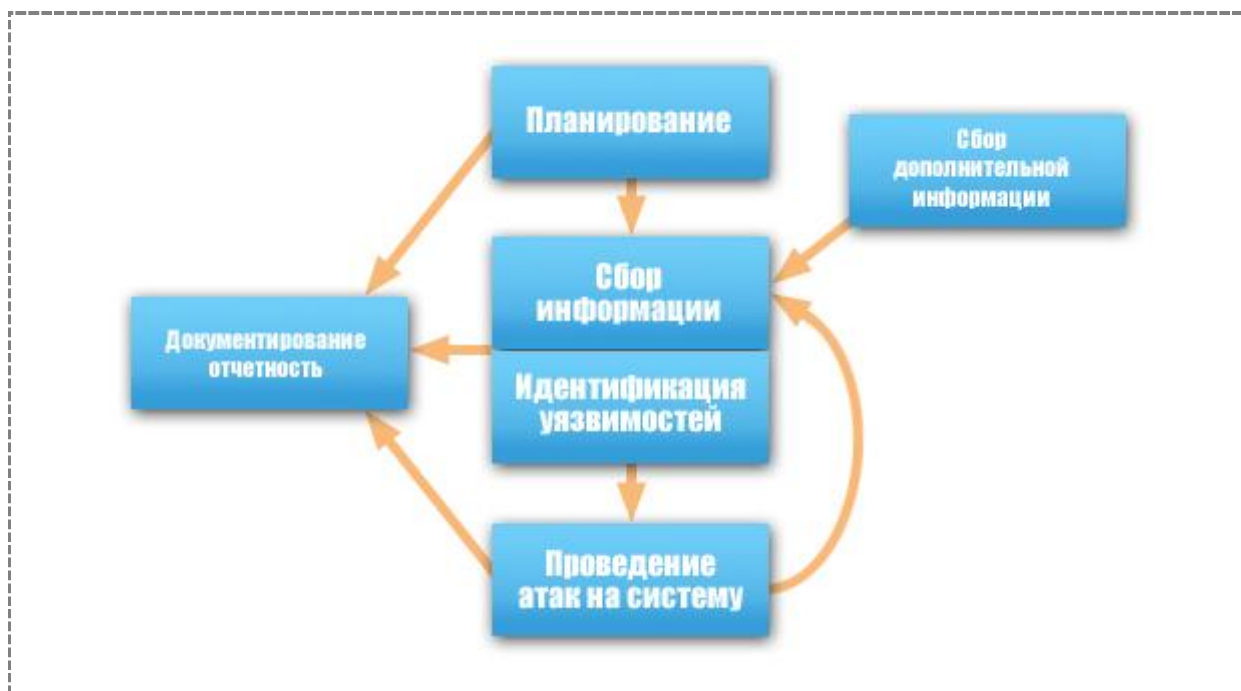 Планирование
Сбор
дополнительной
информации
Сбор
информации
Документирование
отчетность
Идентификация
уязвимостей
Проведение
атак на систему